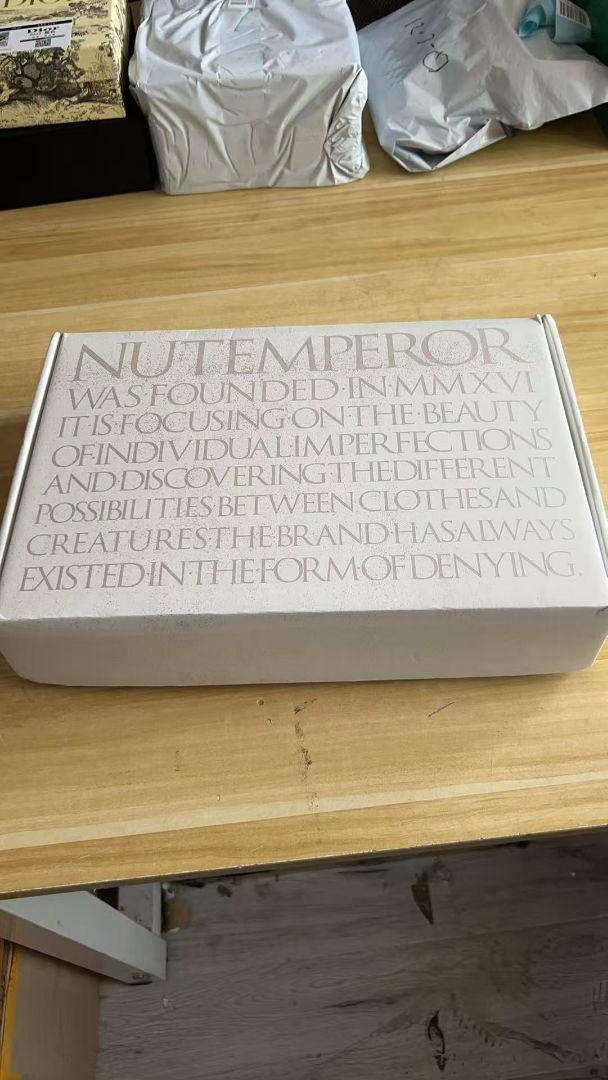 Dior
NUTEMPEROR
WAS·FOUNDED·IN·MMXVI
IT·IS·FOCUSING·ON·THE·BEAUTY
OF·INDIVIDUAL·IMPERFECTIONS
AND·DISCOVERING·THE·DIFFERENT
POSSIBILITIES BETWEEN CLOTHES AND
CREATURES·THE·BRAND·HAS·ALWAYS
EXISTED·IN·THE·FORM·OF DENYING.